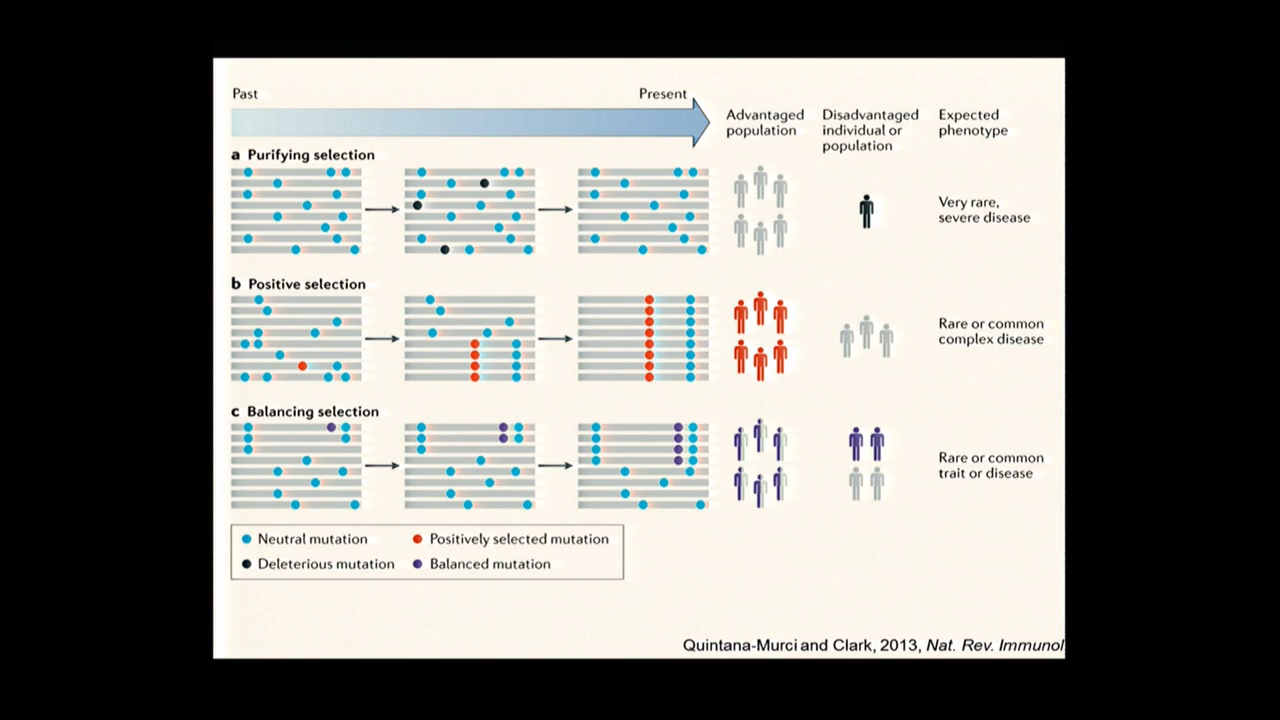 Past
Present
Advantaged
population
Disadvantaged
individual or
population
Expected
phenotype
a Purifying selection
Very rare,
severe disease
b Positive selection
Rare or common
complex disease
c Balancing selection
Rare or common
trait or disease
Neutral mutation
Positively selected mutation
Deleterious mutation
Balanced mutation
Quintana-Murci and Clark, 2013, Nat. Rev. Immunol